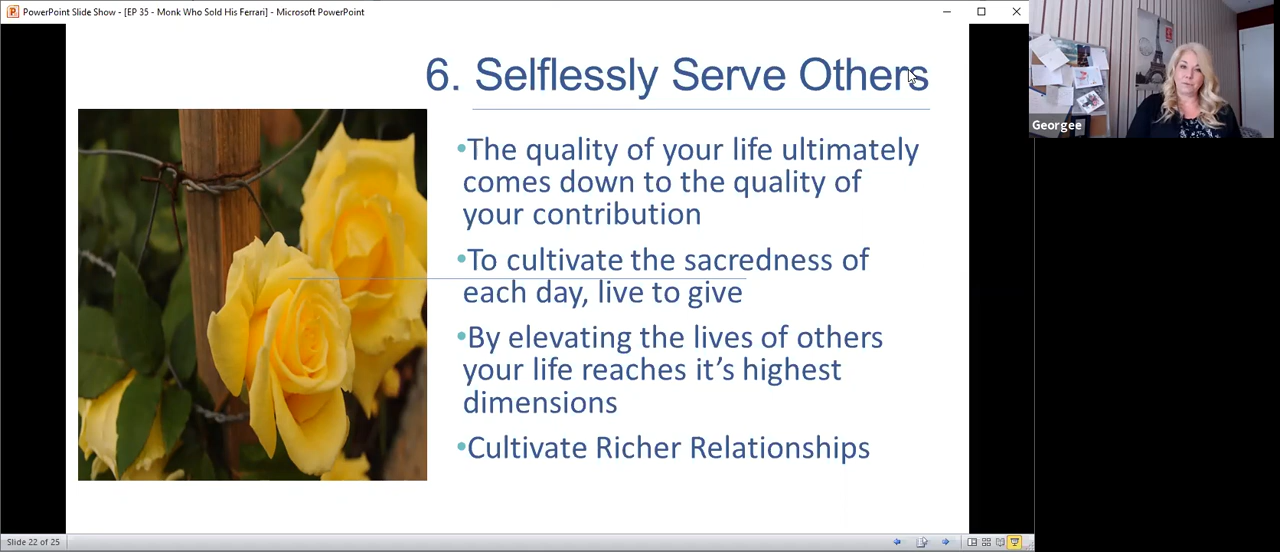 PowerPoint Slide Show - [EP 35 - Monk Who Sold His Ferrari] - Microsoft PowerPoint
6. Selflessly Serve Others
•The quality of your life ultimately
comes down to the quality of
your contribution
•To cultivate the sacredness of
each day, live to give
•By elevating the lives of others
your life reaches it’s highest
dimensions
•Cultivate Richer Relationships
Georgee
Slide 22 of 25